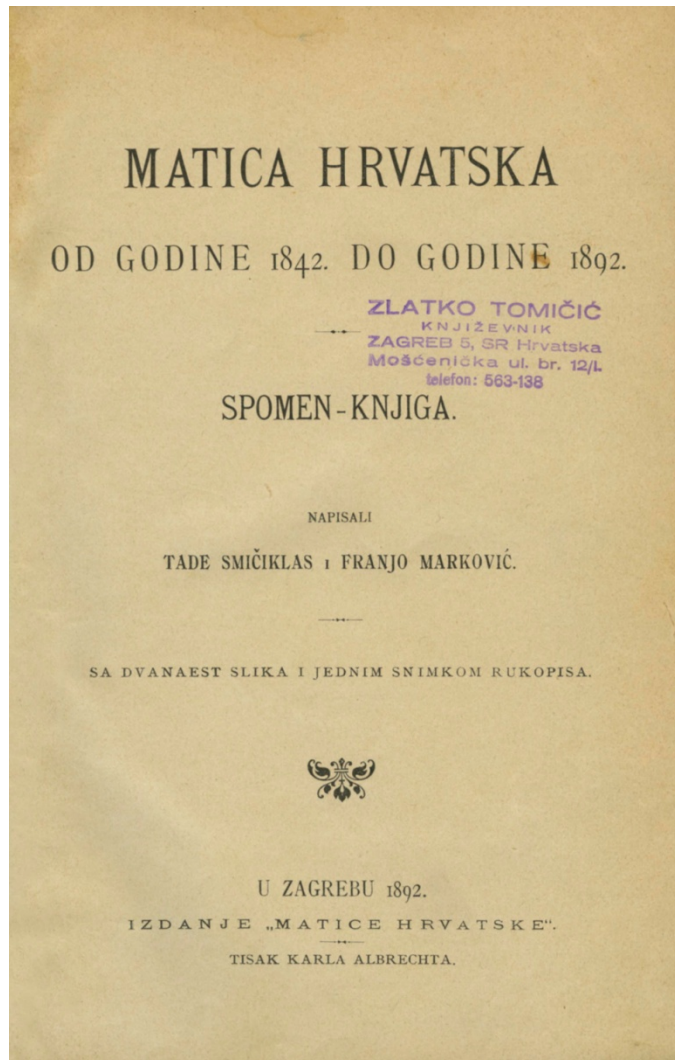 MATICA HRVATSKA
OD GODINE 1842. DO GODINE 1892.
ZLATKO TOMIČIĆ
KNJIŽEVNIK
ZAGREB 5, SR Hrvatska
Mošćenička ul. br. 12/I.
telefon: 563-138
SPOMEN-KNJIGA.
NAPISALI
TADE SMIČIKLAS I FRANJO MARKOVIĆ.
SA DVANAEST SLIKA I JEDNIM SNIMKOM RUKOPISA.
U ZAGREBU 1892.
IZDANJE „MATICE HRVATSKE“.
TISAK KARLA ALBRECHTA.